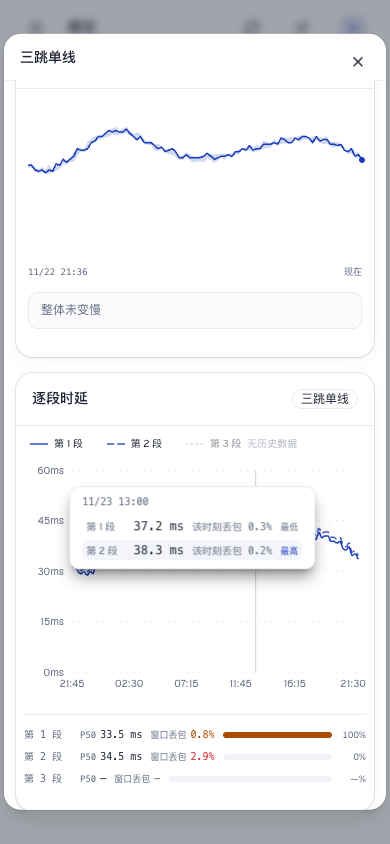 三跳单线
11/22 21:36 现在
整体未变慢
逐段时延 三跳单线
第 1 段 第 2 段 第 3 段 无历史数据
60ms
45ms
30ms
15ms
0ms
11/23 13:00
第 1 段 37.2 ms 该时刻丢包 0.3% 最低
第 2 段 38.3 ms 该时刻丢包 0.2% 最高
21:45 02:30 07:15 11:45 16:15 21:30
第 1 段 P50 33.5 ms 窗口丢包 0.8% 100%
第 2 段 P50 34.5 ms 窗口丢包 2.9% 0%
第 3 段 P50 — 窗口丢包 — —%